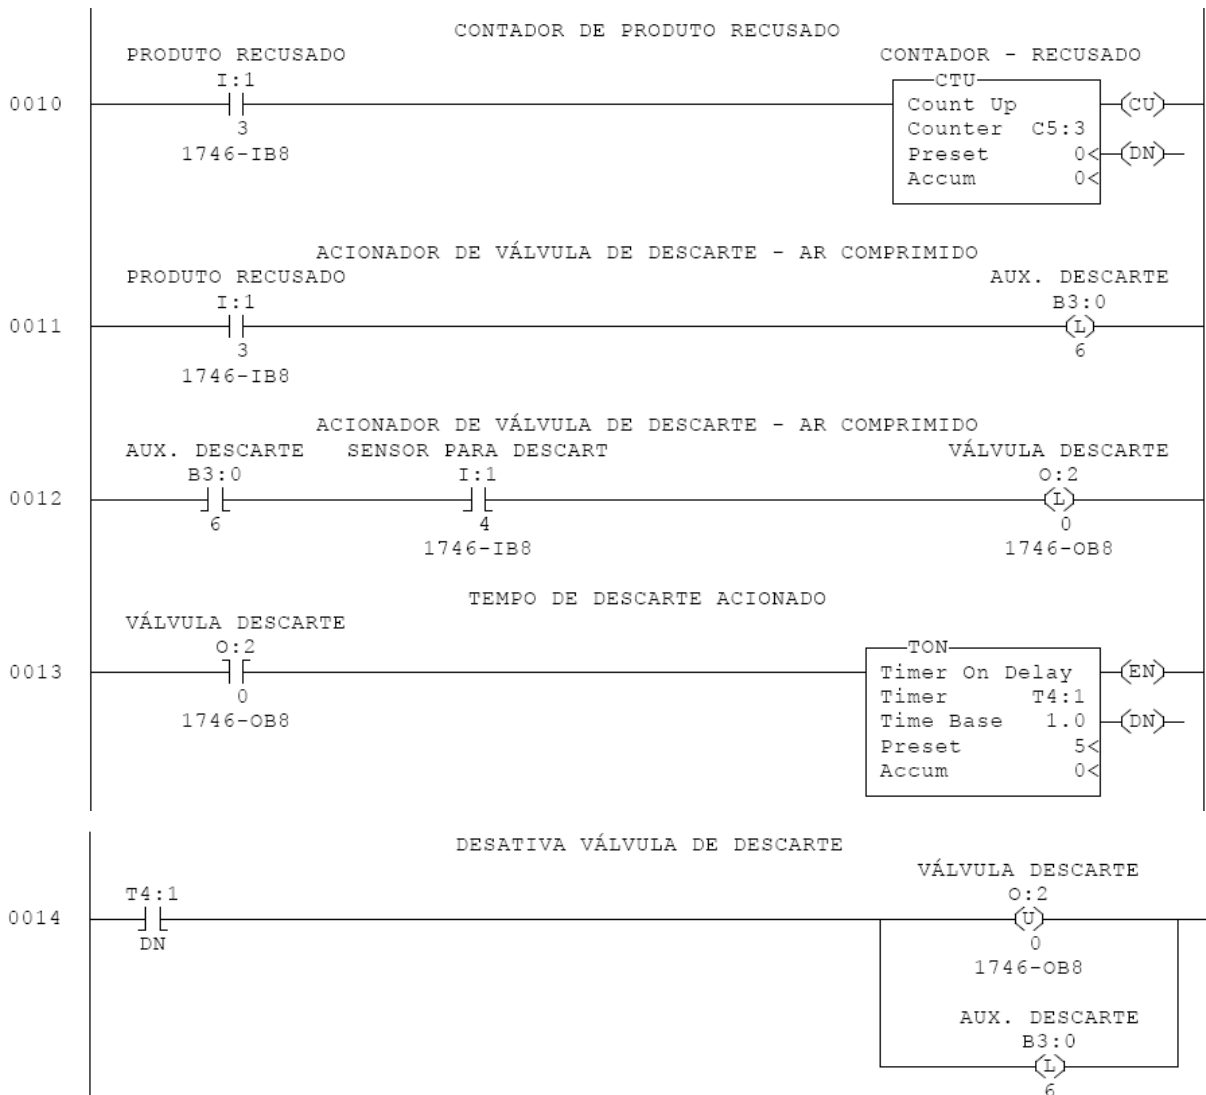 CONTADOR DE PRODUTO RECUSADO
PRODUTO RECUSADO CONTADOR - RECUSADO
I:1 CTU
0010 Count Up (CU)
3 Counter C5:3
1746-IB8 Preset 0< (DN)
Accum 0<
ACIONADOR DE VÁLVULA DE DESCARTE - AR COMPRIMIDO
PRODUTO RECUSADO AUX. DESCARTE
I:1 B3:0
0011 (L)
3 6
1746-IB8
ACIONADOR DE VÁLVULA DE DESCARTE - AR COMPRIMIDO
AUX. DESCARTE SENSOR PARA DESCART VÁLVULA DESCARTE
B3:0 I:1 O:2
0012 (L)
6 4 0
1746-IB8 1746-OB8
TEMPO DE DESCARTE ACIONADO
VÁLVULA DESCARTE
O:2 TON
0013 Timer On Delay (EN)
0 Timer T4:1
1746-OB8 Time Base 1.0 (DN)
Preset 5<
Accum 0<
DESATIVA VÁLVULA DE DESCARTE
VÁLVULA DESCARTE
T4:1 O:2
0014 (U)
DN 0
1746-OB8
AUX. DESCARTE
B3:0
(L)
6